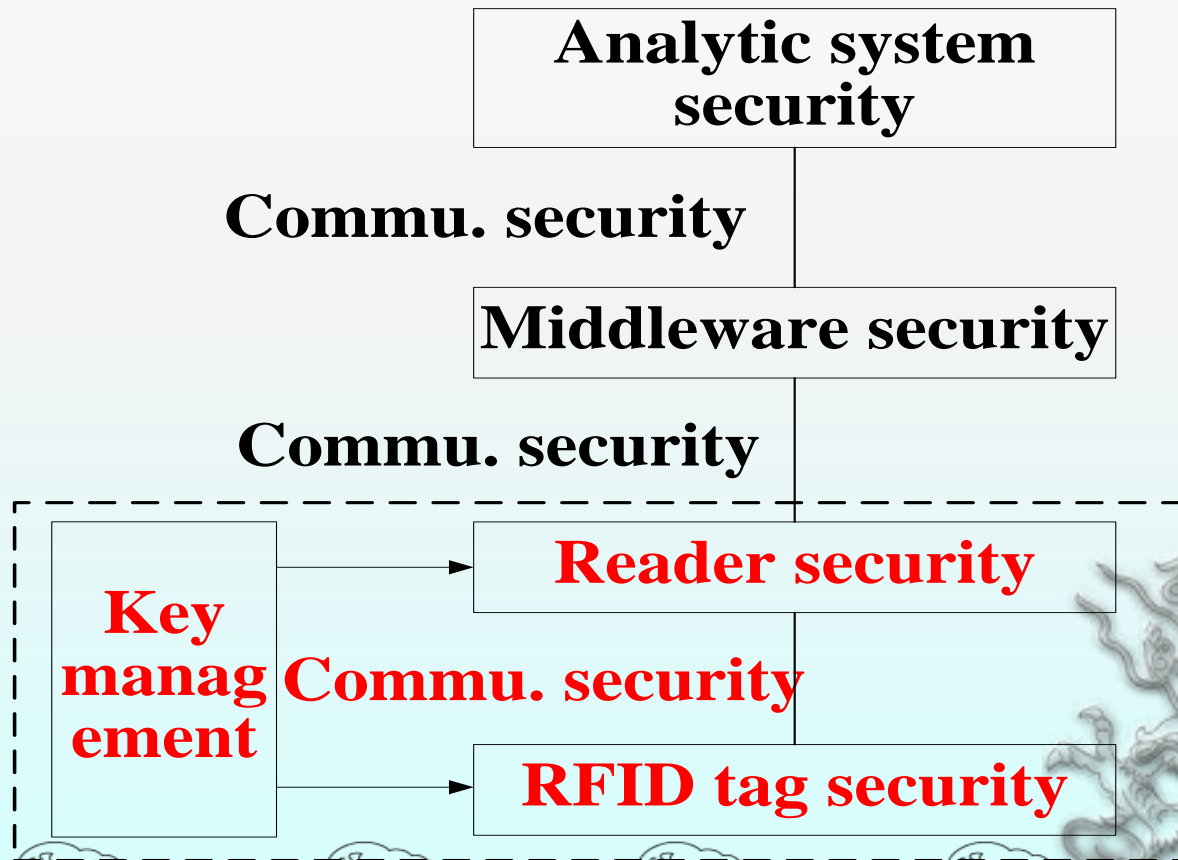 Analytic system
security
Commu. security
Middleware security
Commu. security
Reader security
Key
manag
ement
Commu. security
RFID tag security